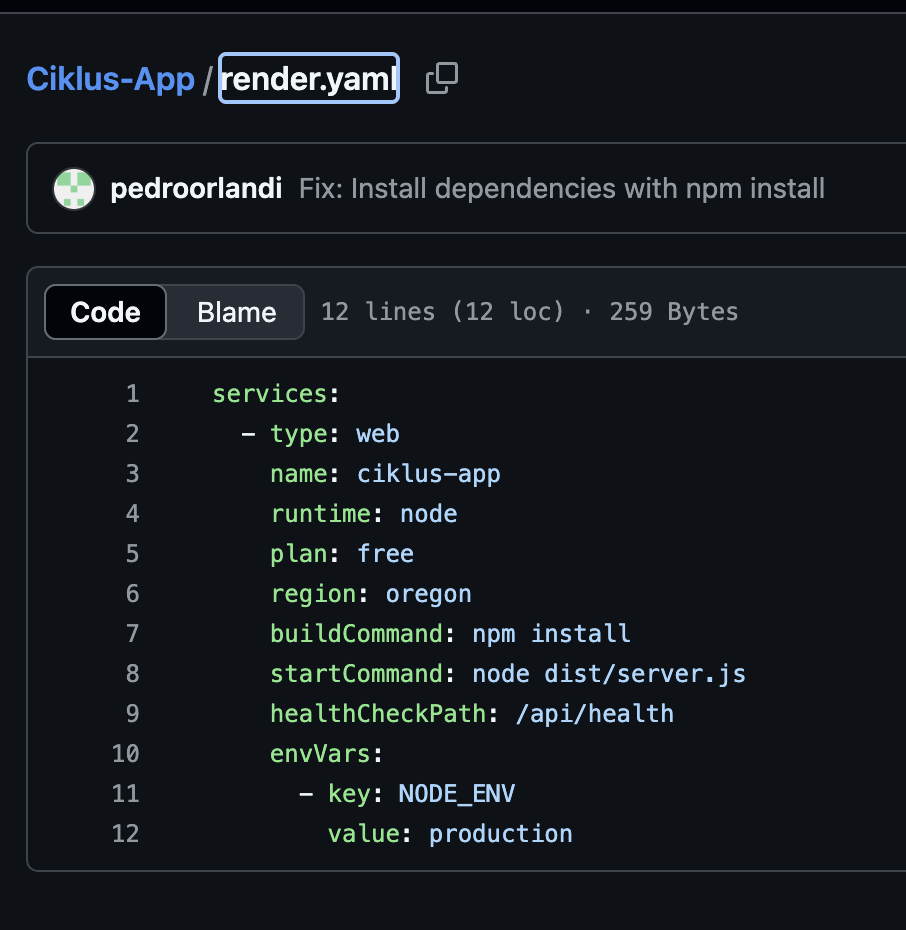 Ciklus-App / render.yaml
pedroorlandi Fix: Install dependencies with npm install
Code Blame 12 lines (12 loc) · 259 Bytes
1 services:
2   - type: web
3     name: ciklus-app
4     runtime: node
5     plan: free
6     region: oregon
7     buildCommand: npm install
8     startCommand: node dist/server.js
9     healthCheckPath: /api/health
10     envVars:
11       - key: NODE_ENV
12         value: production